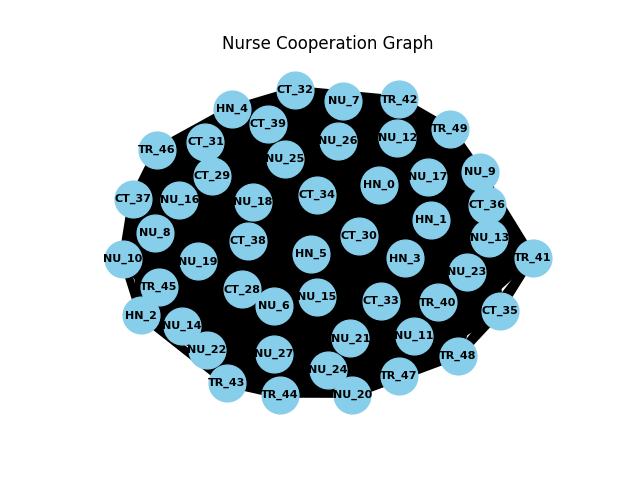 Nurse Cooperation Graph
CT_32
NU_7
TR_42
HN_4
CT_39
TR_49
NU_26
NU_12
CT_31
TR_46
NU_25
NU_9
CT_29
NU_17
HN_0
CT_34
CT_37
NU_16
NU_18
CT_36
HN_1
NU_8
CT_30
NU_13
CT_38
HN_5
NU_10
HN_3
TR_41
NU_19
NU_23
TR_45
CT_28
NU_15
CT_33
TR_40
NU_6
CT_35
HN_2
NU_14
NU_11
NU_21
NU_22
NU_27
TR_48
NU_24
TR_47
TR_43
TR_44
NU_20